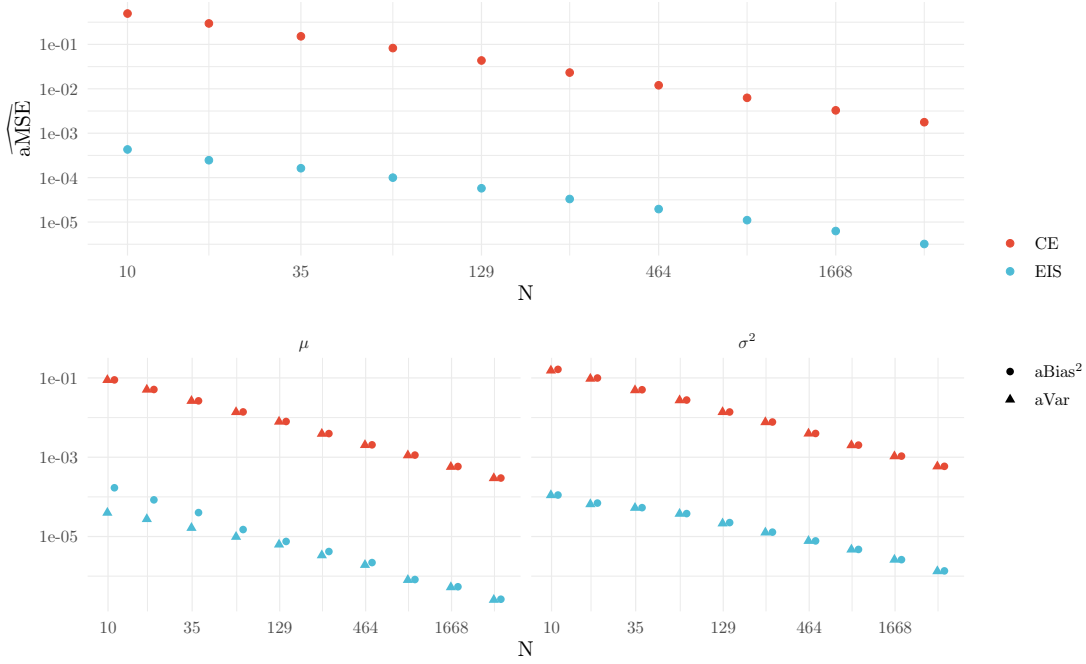 aMSE
1e-01
1e-02
1e-03
1e-04
1e-05
10 35 129 464 1668
N
CE
EIS
μ σ²
1e-01
1e-03
1e-05
10 35 129 464 1668 10 35 129 464 1668
N
aBias²
aVar